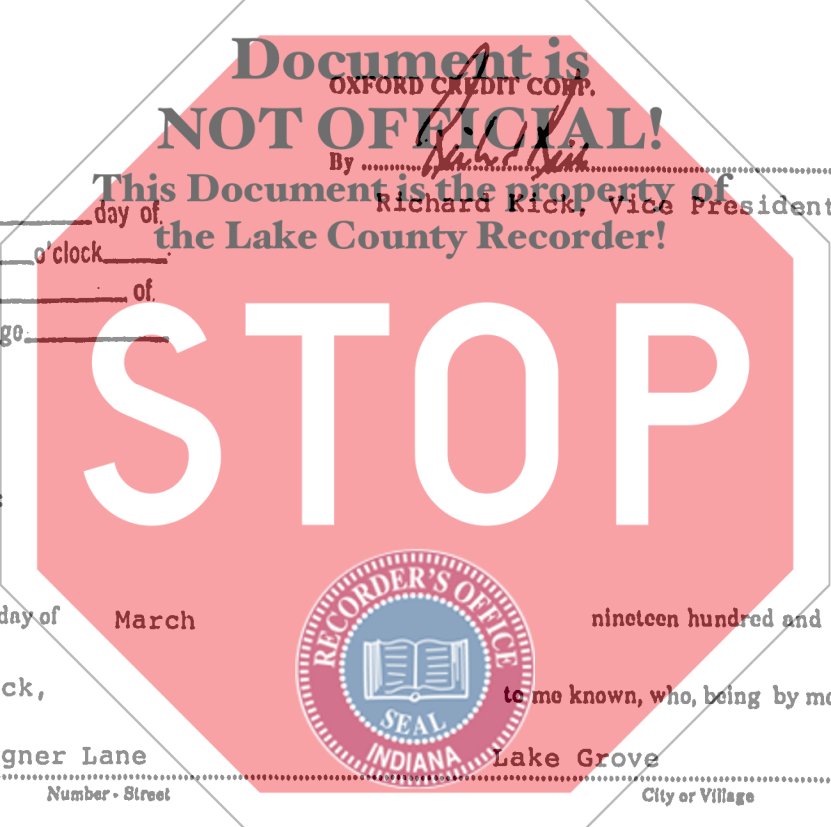 Document is
OXFORD CREDIT CORP.
NOT OFFICIAL!
By
This Document is the property of
Richard Kick, Vice President
day of
the Lake County Recorder!
o'clock
of
go
STOP
RECORDER'S OFFICE
SEAL
INDIANA
day of March nineteen hundred and
ck, to me known, who, being by
gner Lane Lake Grove
Number - Street City or Village